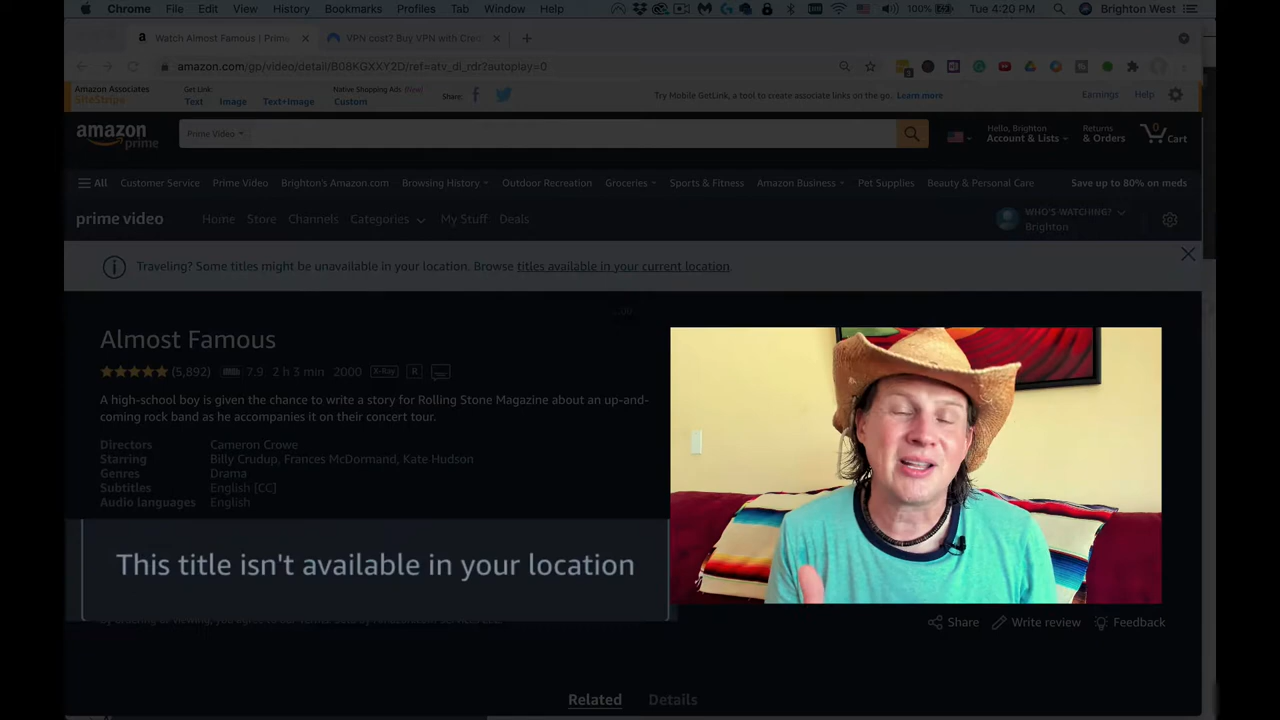 Chrome File Edit View History Bookmarks Profiles Tab Window Help 100% Tue 4:20 PM Brighton West
Watch Almost Famous | Prime VPN cost? Buy VPN with Cre
amazon.com/gp/video/detail/B08KGXXY2D/ref=atv_di_rdr?autoplay=0
Amazon Associates Get Link: Native Shopping Ads
SiteStripe Text Image Text+Image Custom Share: Try Mobile GetLink, a tool to create associate links on the go. Learn more Earnings Help
amazon prime Prime Video Hello, Brighton Account & Lists Returns & Orders 0 Cart
All Customer Service Prime Video Brighton's Amazon.com Browsing History Outdoor Recreation Groceries Sports & Fitness Amazon Business Pet Supplies Beauty & Personal Care Save up to 80% on meds
prime video Home Store Channels Categories My Stuff Deals WHO'S WATCHING? Brighton
Traveling? Some titles might be unavailable in your location. Browse titles available in your current location.
Almost Famous
(5,892) 7.9 2 h 3 min 2000 X-Ray R
A high-school boy is given the chance to write a story for Rolling Stone Magazine about an up-and-
coming rock band as he accompanies it on their concert tour.
Directors Cameron Crowe
Starring Billy Crudup, Frances McDormand, Kate Hudson
Genres Drama
Subtitles English [CC]
Audio languages English
This title isn't available in your location
Share Write review Feedback
Related Details